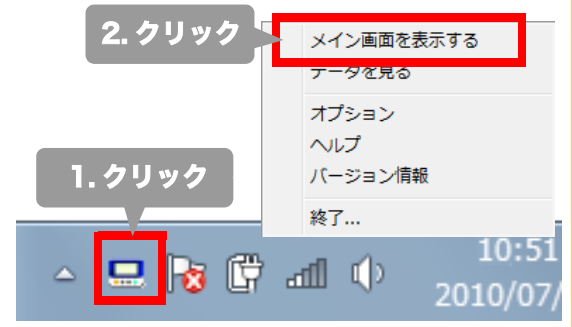 2. クリック
メイン画面を表示する
データを見る
オプション
ヘルプ
バージョン情報
終了...
1. クリック
10:51
2010/07/